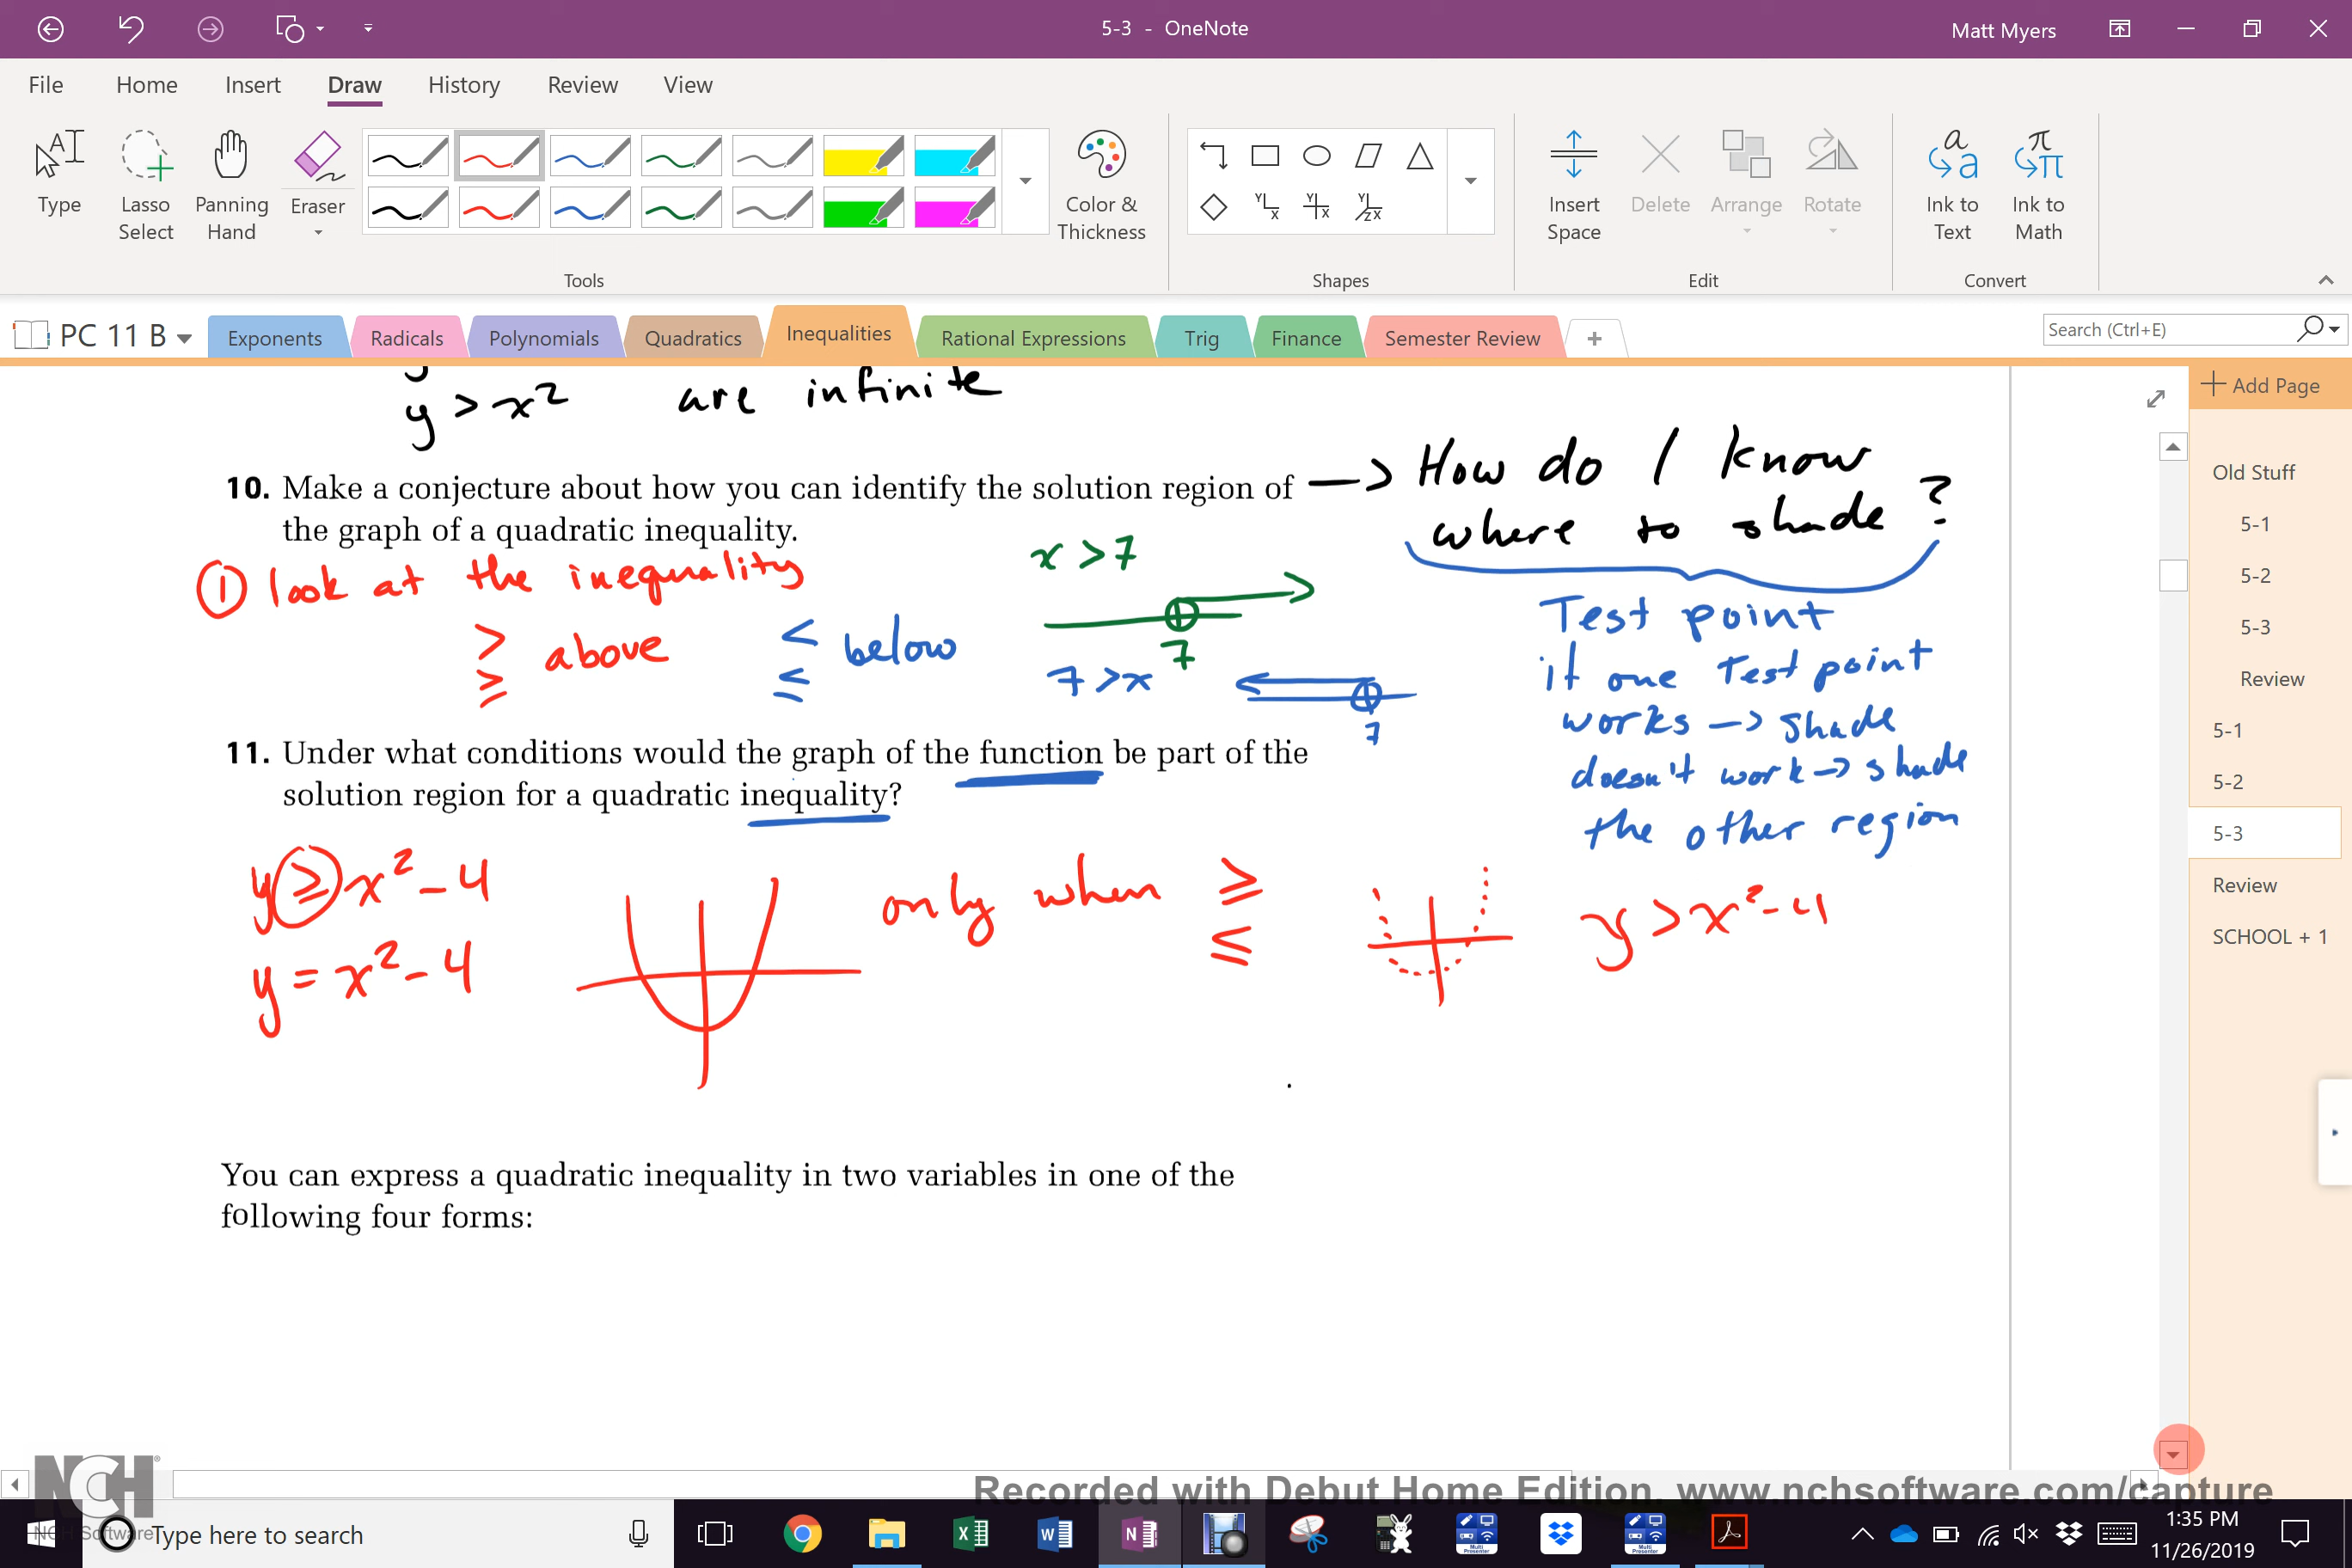 5-3 - OneNote
Matt Myers
File Home Insert Draw History Review View
Type
Lasso Select
Panning Hand
Eraser
Color & Thickness
Insert Space
Delete
Arrange
Rotate
Ink to Text
Ink to Math
Tools
Shapes
Edit
Convert
PC 11 B
Exponents Radicals Polynomials Quadratics Inequalities Rational Expressions Trig Finance Semester Review +
Search (Ctrl+E)
Add Page
Old Stuff
5-1
5-2
5-3
Review
5-1
5-2
5-3
Review
SCHOOL + 1
y > x² are infinite
10. Make a conjecture about how you can identify the solution region of
the graph of a quadratic inequality.
→ How do I know
where to shade ?
① look at the inequality
> ≥ above
< ≤ below
x > 7
7
7 > x
7
Test point
if one Test point
works → shade
doesn't work → shade
the other region
11. Under what conditions would the graph of the function be part of the
solution region for a quadratic inequality?
y ≥ x² - 4
y = x² - 4
only when ≥ ≤
y > x² - 4
You can express a quadratic inequality in two variables in one of the
following four forms:
NCH
NCH Software
Recorded with Debut Home Edition. www.nchsoftware.com/capture
Type here to search
1:35 PM
11/26/2019